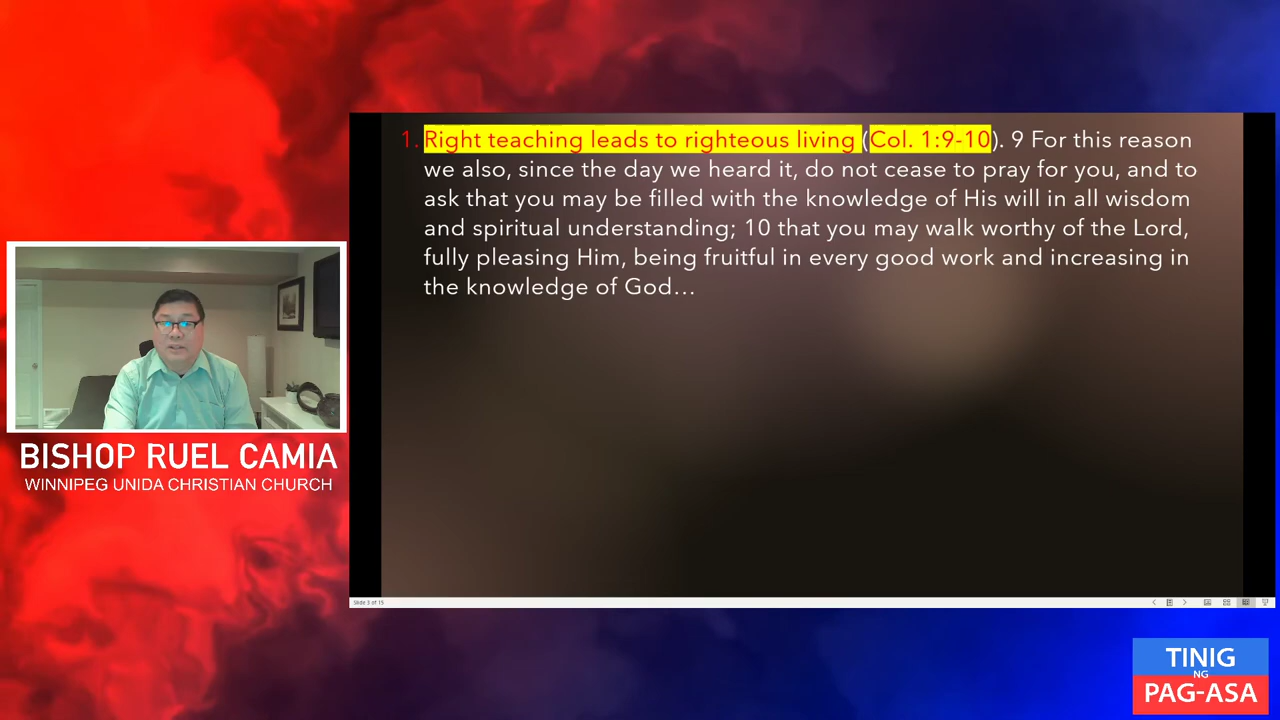 1. Right teaching leads to righteous living (Col. 1:9-10). 9 For this reason
we also, since the day we heard it, do not cease to pray for you, and to
ask that you may be filled with the knowledge of His will in all wisdom
and spiritual understanding; 10 that you may walk worthy of the Lord,
fully pleasing Him, being fruitful in every good work and increasing in
the knowledge of God…
BISHOP RUEL CAMIA
WINNIPEG UNIDA CHRISTIAN CHURCH
Slide 3 of 15
TINIG
NG
PAG-ASA